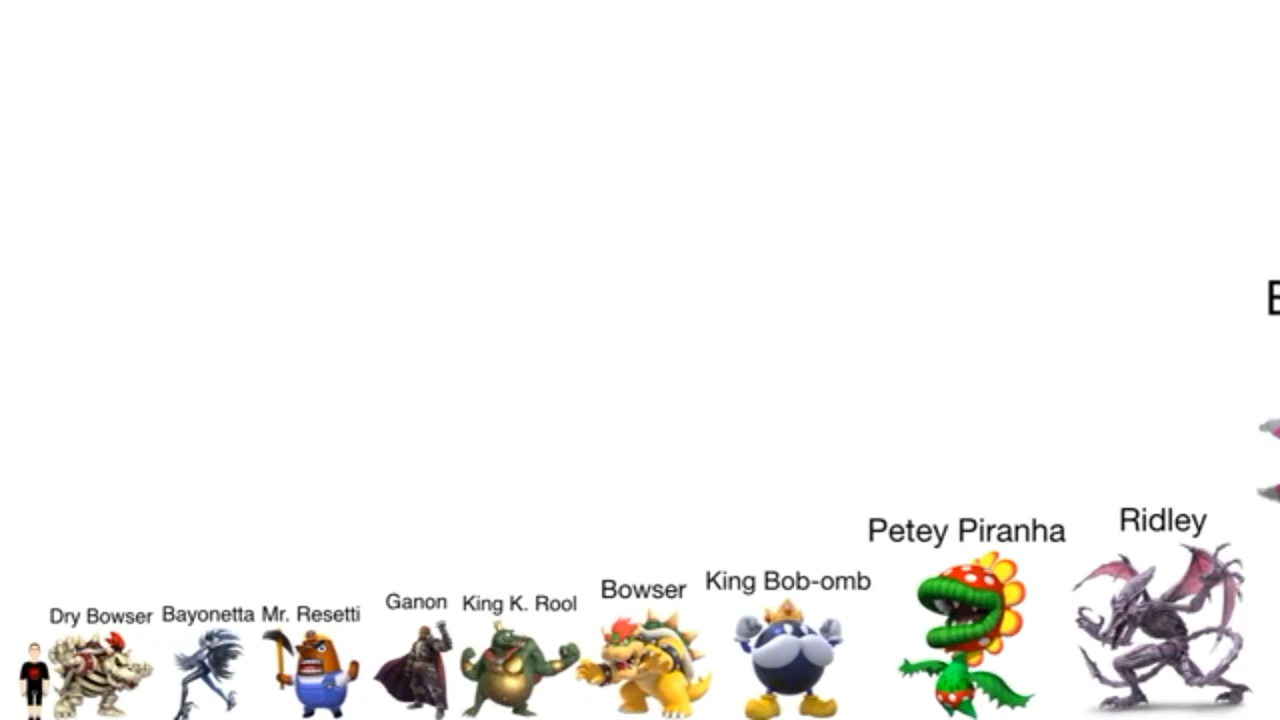 Dry Bowser
Bayonetta
Mr. Resetti
Ganon
King K. Rool
Bowser
King Bob-omb
Petey Piranha
Ridley